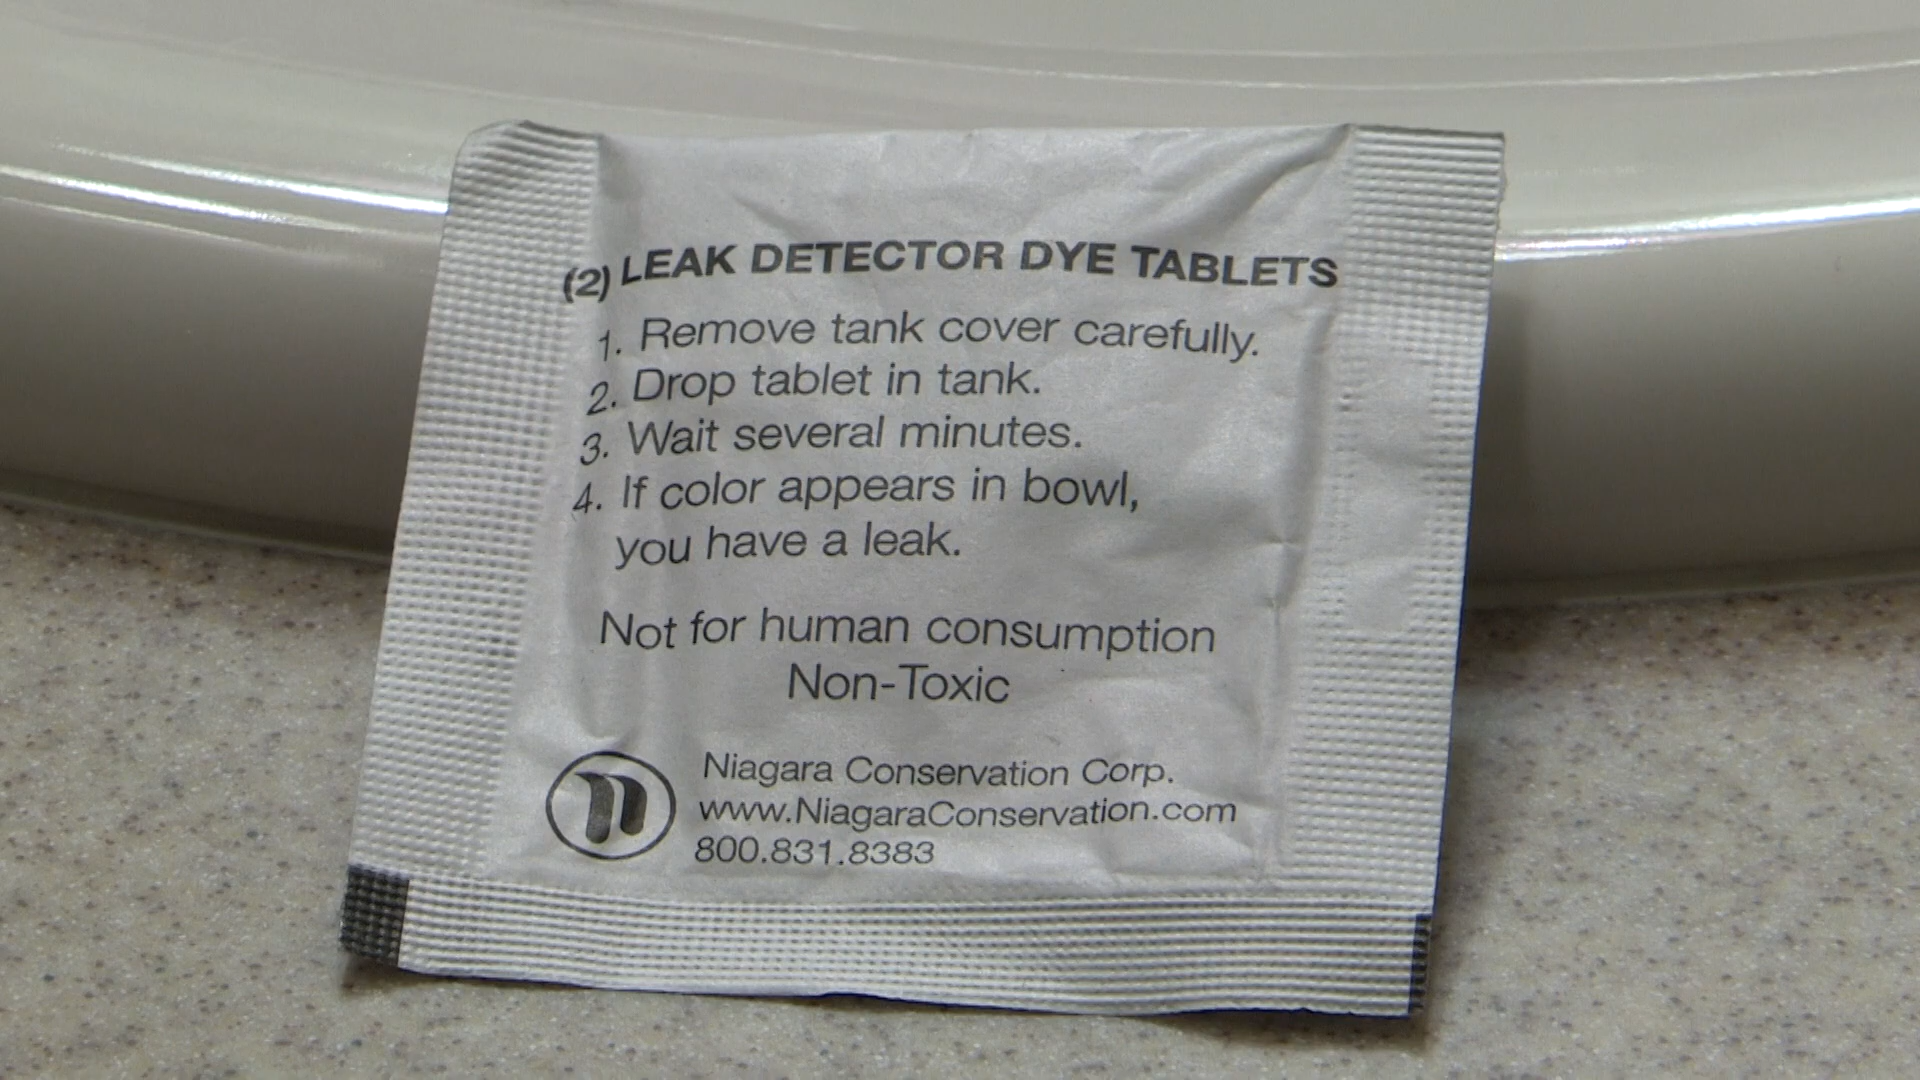 (2) LEAK DETECTOR DYE TABLETS
1. Remove tank cover carefully.
2. Drop tablet in tank.
3. Wait several minutes.
4. If color appears in bowl,
you have a leak.
Not for human consumption
Non-Toxic
Niagara Conservation Corp.
www.NiagaraConservation.com
800.831.8383